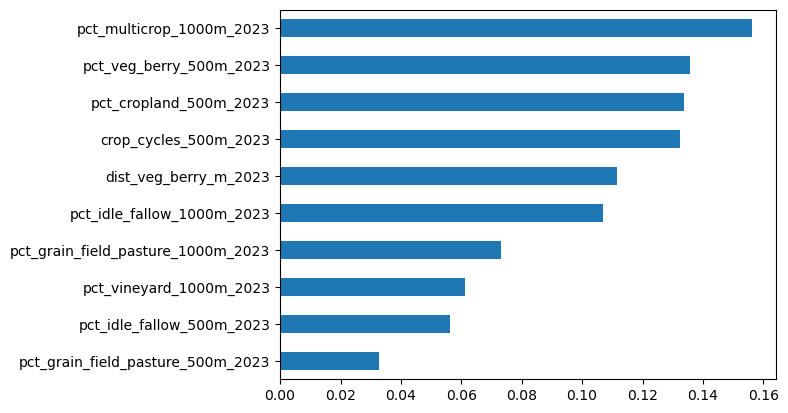 pct_multicrop_1000m_2023
pct_veg_berry_500m_2023
pct_cropland_500m_2023
crop_cycles_500m_2023
dist_veg_berry_m_2023
pct_idle_fallow_1000m_2023
pct_grain_field_pasture_1000m_2023
pct_vineyard_1000m_2023
pct_idle_fallow_500m_2023
pct_grain_field_pasture_500m_2023
0.00 0.02 0.04 0.06 0.08 0.10 0.12 0.14 0.16